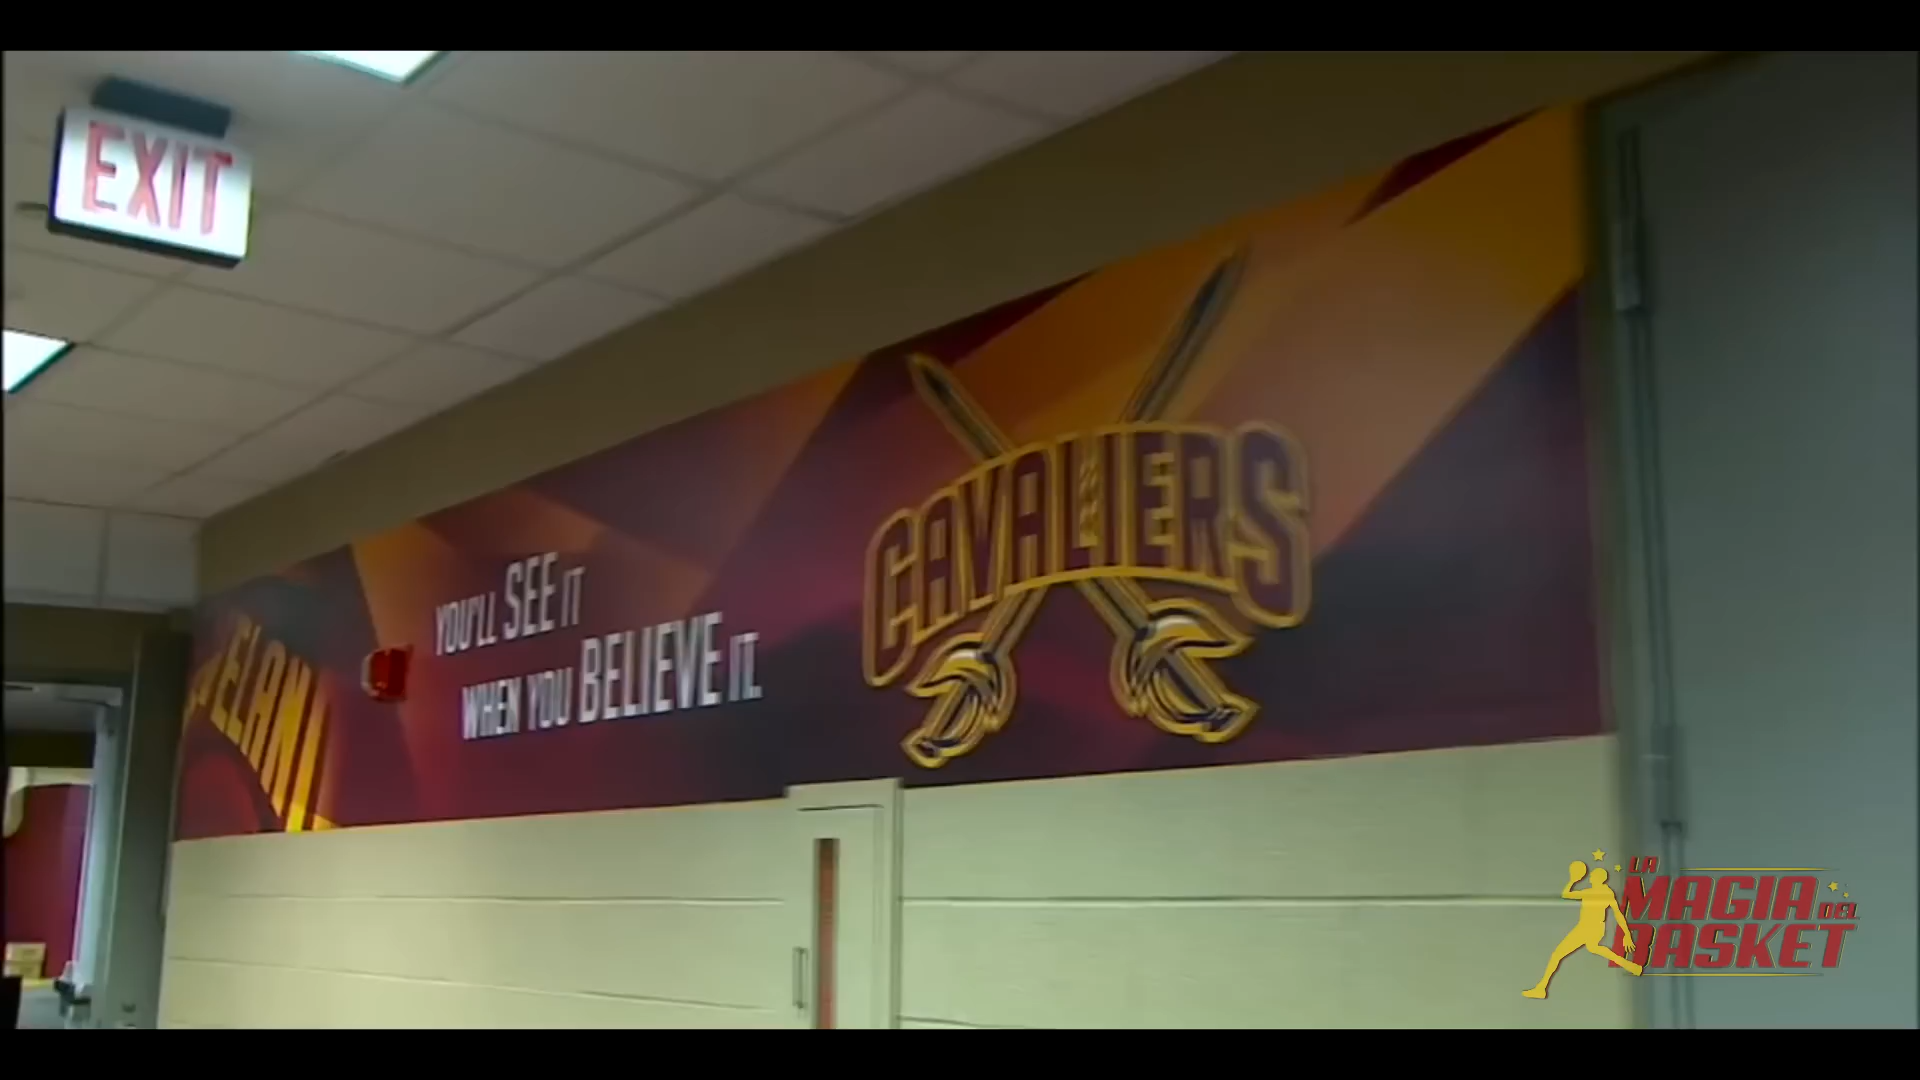 EXIT
YOU'LL SEE IT
WHEN YOU BELIEVE IT.
CAVALIERS
LA
MAGIA DEL
BASKET